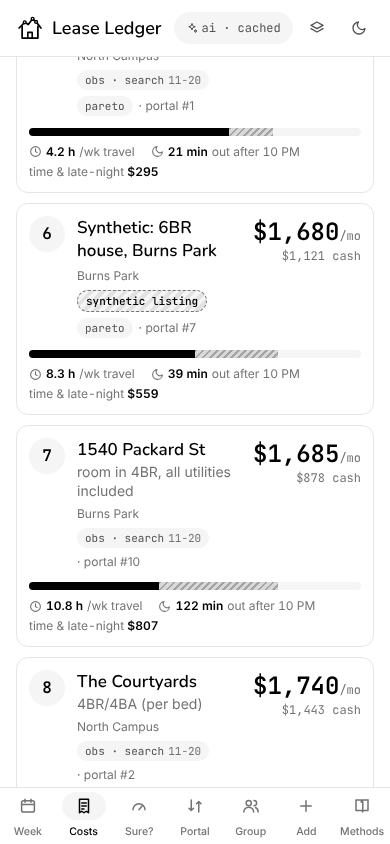 Lease Ledger
ai · cached
North Campus
obs · search 11-20
pareto · portal #1
4.2 h /wk travel 21 min out after 10 PM
time & late-night $295
6
Synthetic: 6BR house, Burns Park
$1,680/mo
$1,121 cash
Burns Park
synthetic listing
pareto · portal #7
8.3 h /wk travel 39 min out after 10 PM
time & late-night $559
7
1540 Packard St
$1,685/mo
room in 4BR, all utilities included
$878 cash
Burns Park
obs · search 11-20
· portal #10
10.8 h /wk travel 122 min out after 10 PM
time & late-night $807
8
The Courtyards
$1,740/mo
4BR/4BA (per bed)
$1,443 cash
North Campus
obs · search 11-20
· portal #2
Week Costs Sure? Portal Group Add Methods